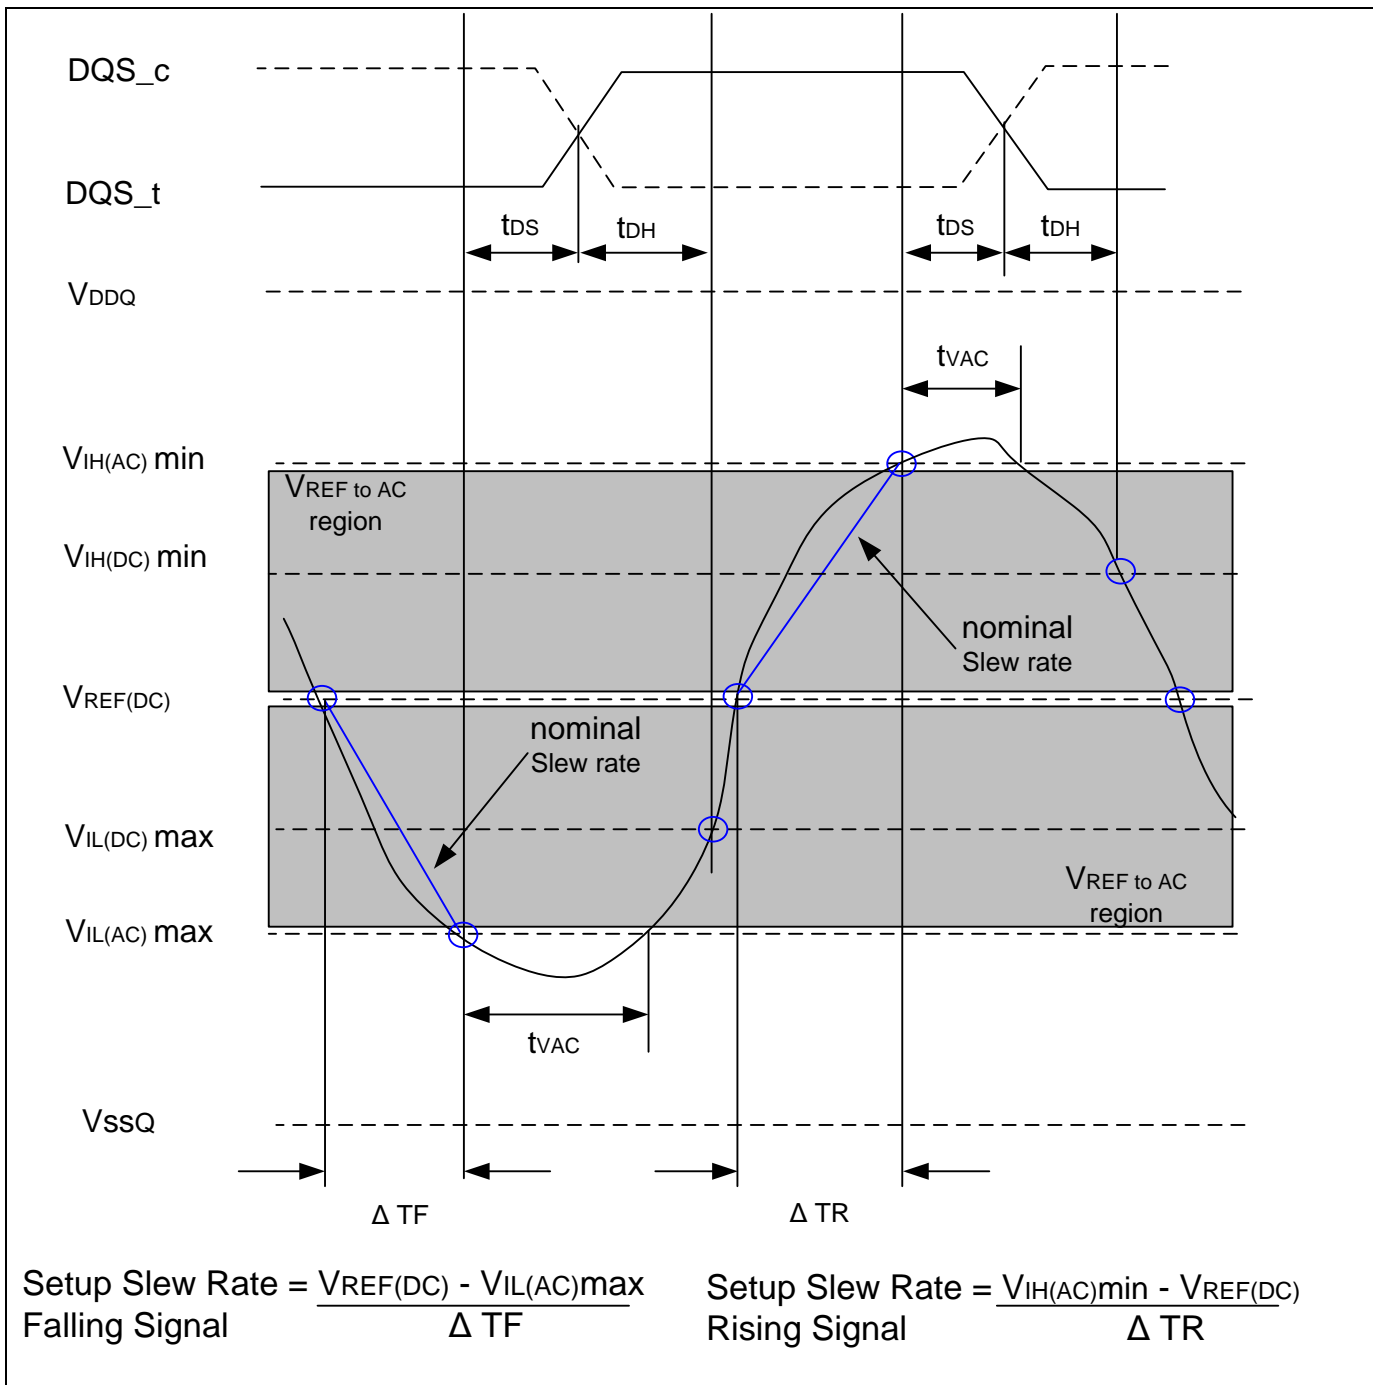 DQS_c
DQS_t
tDS
tDH
tDS
tDH
VDDQ
tVAC
VIH(AC) min
VREF to AC
region
VIH(DC) min
nominal
Slew rate
VREF(DC)
nominal
Slew rate
VIL(DC) max
VREF to AC
region
VIL(AC) max
tVAC
VssQ
Δ TF
Δ TR
Setup Slew Rate = VREF(DC) - VIL(AC)max
Falling Signal
Δ TF
Setup Slew Rate = VIH(AC)min - VREF(DC)
Rising Signal
Δ TR